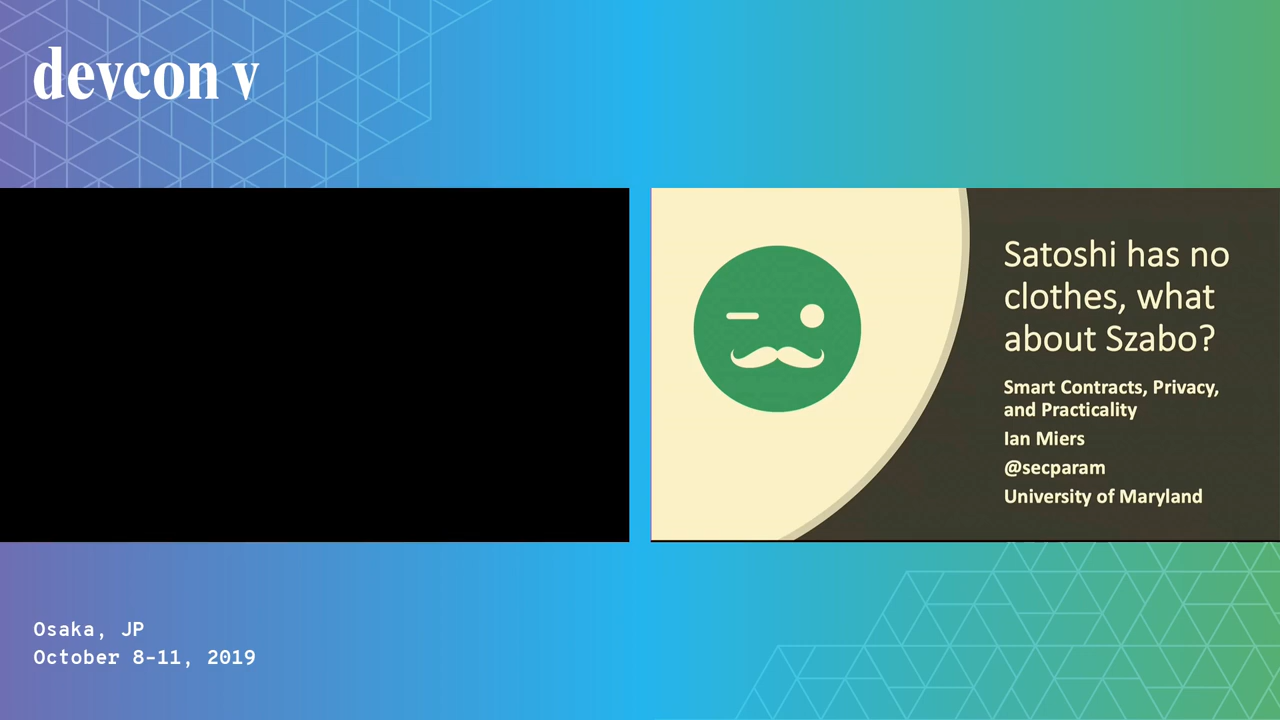 devcon v
Satoshi has no
clothes, what
about Szabo?
Smart Contracts, Privacy,
and Practicality
Ian Miers
@secparam
University of Maryland
Osaka, JP
October 8-11, 2019